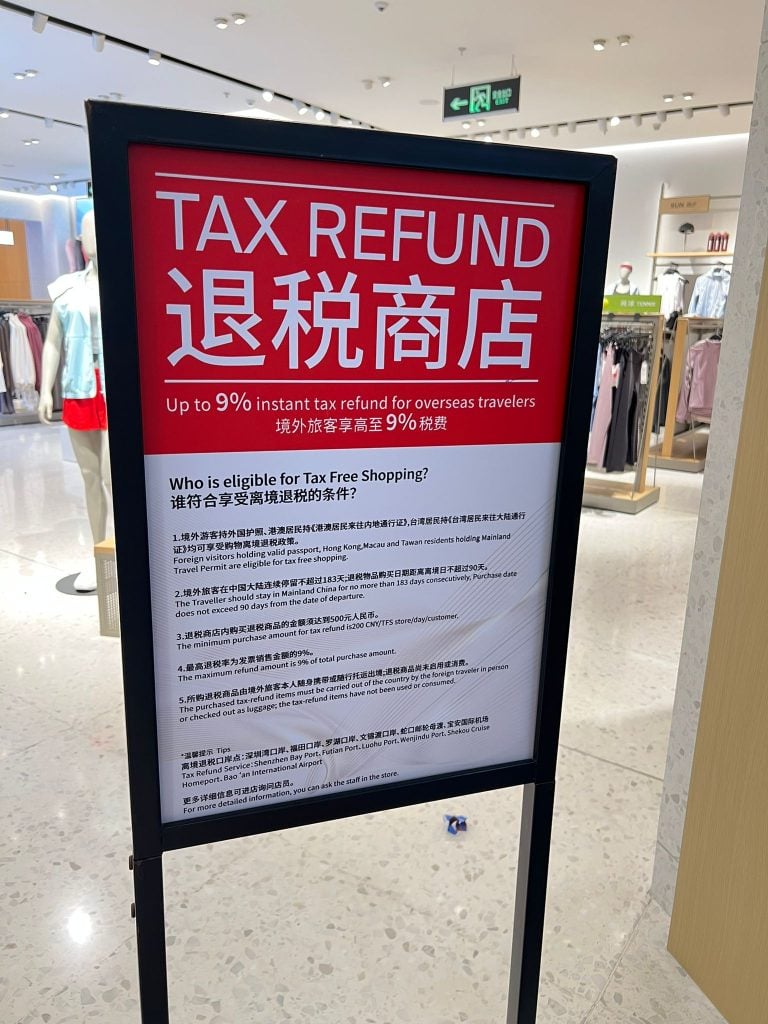 安全出口
EXIT
TAX REFUND
退税商店
Up to 9% instant tax refund for overseas travelers
境外旅客享高至9%税费
Who is eligible for Tax Free Shopping?
谁符合享受离境退税的条件?
1.境外游客持外国护照、港澳居民持《港澳居民来往内地通行证》,台湾居民持《台湾居民来往大陆通行
证》均可享受购物离境退税政策。
Foreign visitors holding valid passport, Hong Kong,Macau and Tawan residents holding Mainland
Travel Permit are eligible for tax free shopping.
2.境外旅客在中国大陆连续停留不超过183天;退税物品购买日期距离离境日不超过90天。
The Traveller should stay in Mainland China for no more than 183 days consecutively, Purchase date
does not exceed 90 days from the date of departure.
3.退税商店内购买退税商品的金额须达到500元人民币。
The minimum purchase amount for tax refund is200 CNY/TFS store/day/customer.
4.最高退税率为发票销售金额的9%。
The maximum refund amount is 9% of total purchase amount.
5.所购退税商品由境外旅客本人随身携带或随行托运出境;退税商品尚未启用或消费。
The purchased tax-refund items must be carried out of the country by the foreign traveler in person
or checked out as luggage; the tax-refund items have not been used or consumed.
*温馨提示 Tips
离境退税口岸点：深圳湾口岸、福田口岸、罗湖口岸、文锦渡口岸、蛇口邮轮母渡、宝安国际机场
Tax Refund Service: Shenzhen Bay Port、Futian Port、Luohu Port、Wenjindu Port、Shekou Cruise
Homeport、Bao 'an International Airport
更多详细信息可进店询问店员。
For more detailed information, you can ask the staff in the store.
RUN 跑步
网球 TENNIS